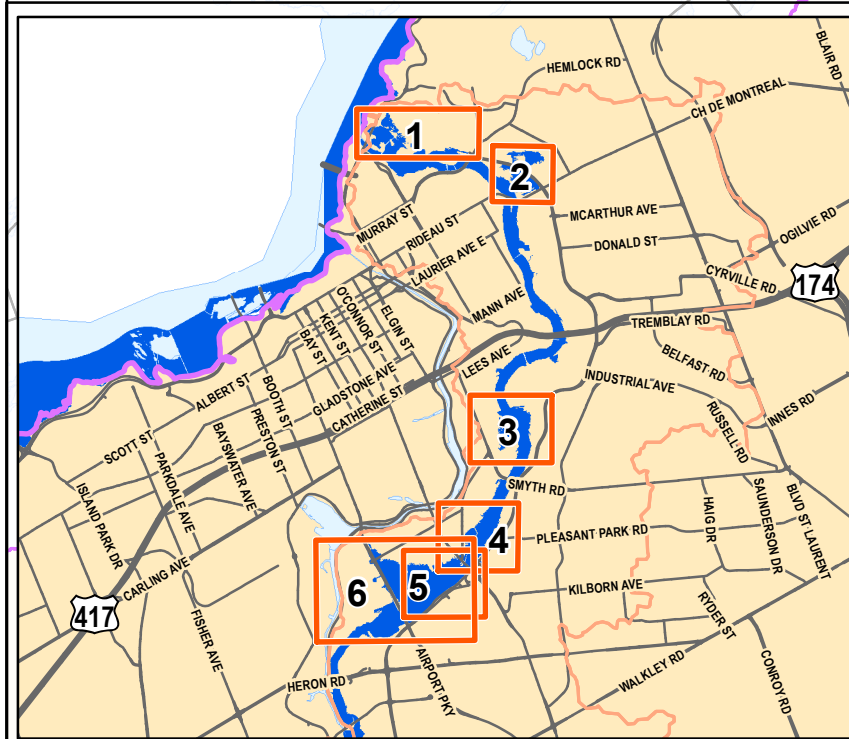 BLAIR RD
HEMLOCK RD
CH DE MONTREAL
1
2
MURRAY ST
RIDEAU ST
LAURIER AVE E
MCARTHUR AVE
DONALD ST
OGILVIE RD
CYRVILLE RD
174
O'CONNOR ST
ELGIN ST
KENT ST
BAY ST
MANN AVE
TREMBLAY RD
LEES AVE
BELFAST RD
ALBERT ST
GLADSTONE AVE
CATHERINE ST
INDUSTRIAL AVE
BOOTH ST
PRESTON ST
INNES RD
SCOTT ST
BAYSWATER AVE
PARKDALE AVE
3
RUSSELL RD
ISLAND PARK DR
SMYTH RD
HAIG DR
SAUNDERSON DR
BLVD ST LAURENT
4
PLEASANT PARK RD
CARLING AVE
5
6
KILBORN AVE
417
FISHER AVE
RYDER ST
HERON RD
AIRPORT PKY
WALKLEY RD
CONROY RD